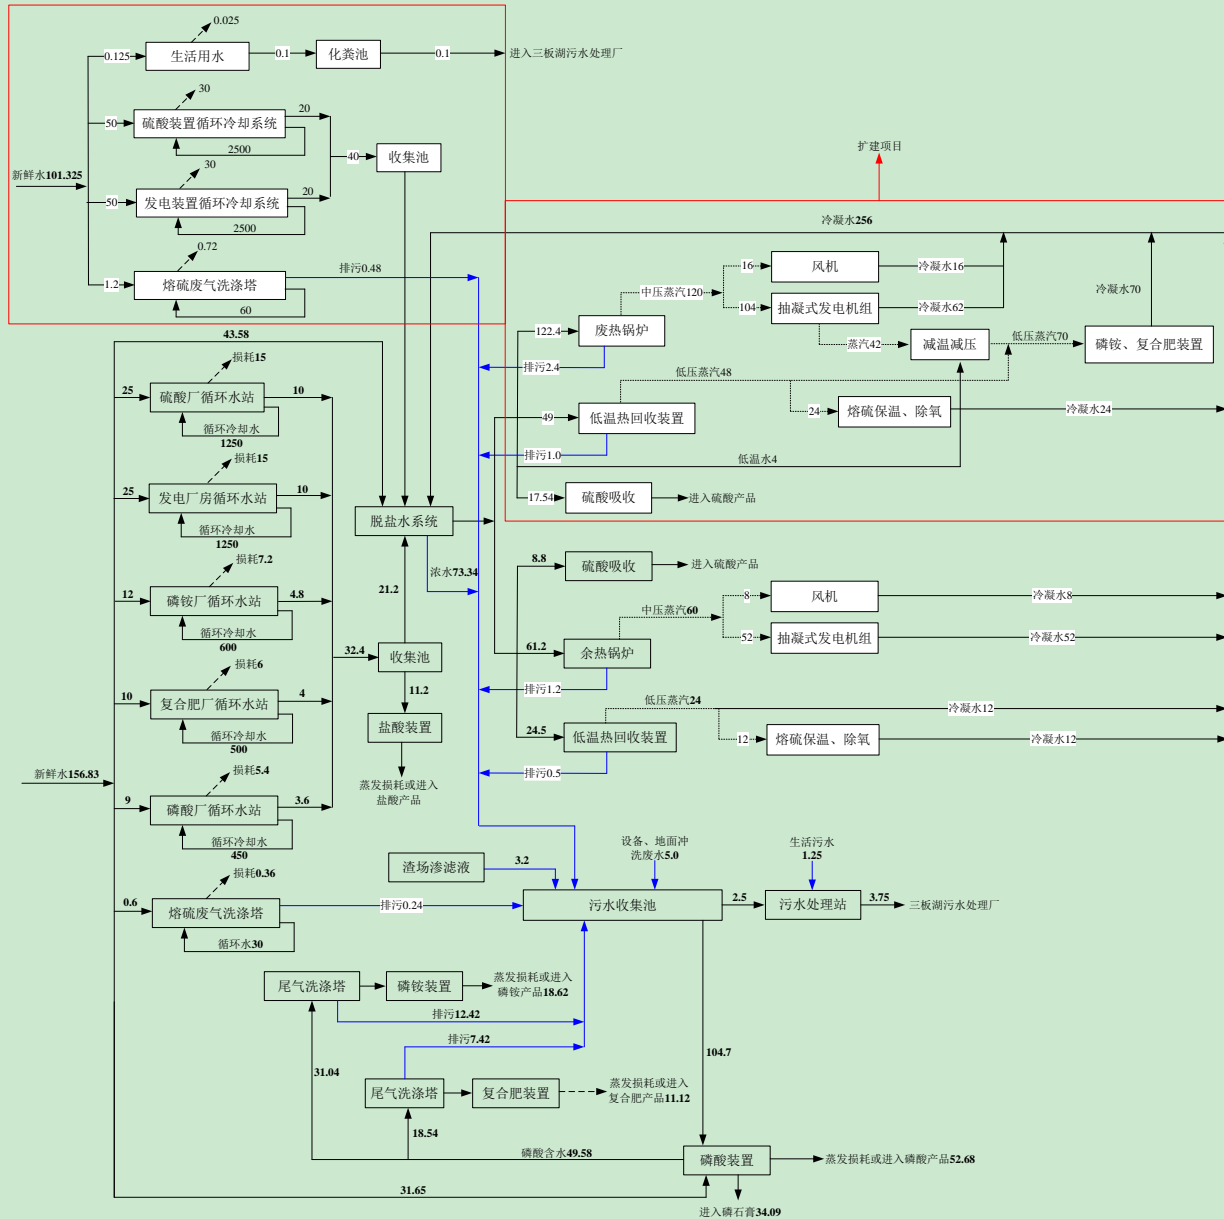 0.025
0.125
生活用水
0.1
化粪池
0.1
进入三板湖污水处理厂
30
50
硫酸装置循环冷却系统
20
2500
40
收集池
扩建项目
新鲜水101.325
30
50
发电装置循环冷却系统
20
2500
冷凝水256
0.72
1.2
熔硫废气洗涤塔
排污0.48
60
16
风机
冷凝水16
中压蒸汽120
冷凝水70
104
抽凝式发电机组
冷凝水62
122.4
废热锅炉
43.58
蒸汽42
减温减压
低压蒸汽70
磷铵、复合肥装置
损耗15
排污2.4
低压蒸汽48
25
硫酸厂循环水站
10
循环冷却水
1250
49
低温热回收装置
24
熔硫保温、除氧
冷凝水24
损耗15
排污1.0
低温水4
25
发电厂房循环水站
10
循环冷却水
1250
17.54
硫酸吸收
进入硫酸产品
脱盐水系统
损耗7.2
浓水73.34
8.8
硫酸吸收
进入硫酸产品
21.2
12
磷铵厂循环水站
4.8
循环冷却水
600
8
风机
冷凝水8
中压蒸汽60
52
抽凝式发电机组
冷凝水52
32.4
收集池
61.2
余热锅炉
损耗6
11.2
排污1.2
10
复合肥厂循环水站
4
循环冷却水
500
低压蒸汽24
冷凝水12
盐酸装置
24.5
低温热回收装置
12
熔硫保温、除氧
冷凝水12
新鲜水156.83
损耗5.4
蒸发损耗或进入
盐酸产品
排污0.5
9
磷酸厂循环水站
3.6
循环冷却水
450
设备、地面冲
洗废水5.0
生活污水
1.25
渣场渗滤液
3.2
损耗0.36
0.6
熔硫废气洗涤塔
排污0.24
循环水30
污水收集池
2.5
污水处理站
3.75
三板湖污水处理厂
尾气洗涤塔
磷铵装置
蒸发损耗或进入
磷铵产品18.62
排污12.42
排污7.42
104.7
31.04
尾气洗涤塔
复合肥装置
蒸发损耗或进入
复合肥产品11.12
18.54
磷酸含水49.58
磷酸装置
蒸发损耗或进入磷酸产品52.68
31.65
进入磷石膏34.09